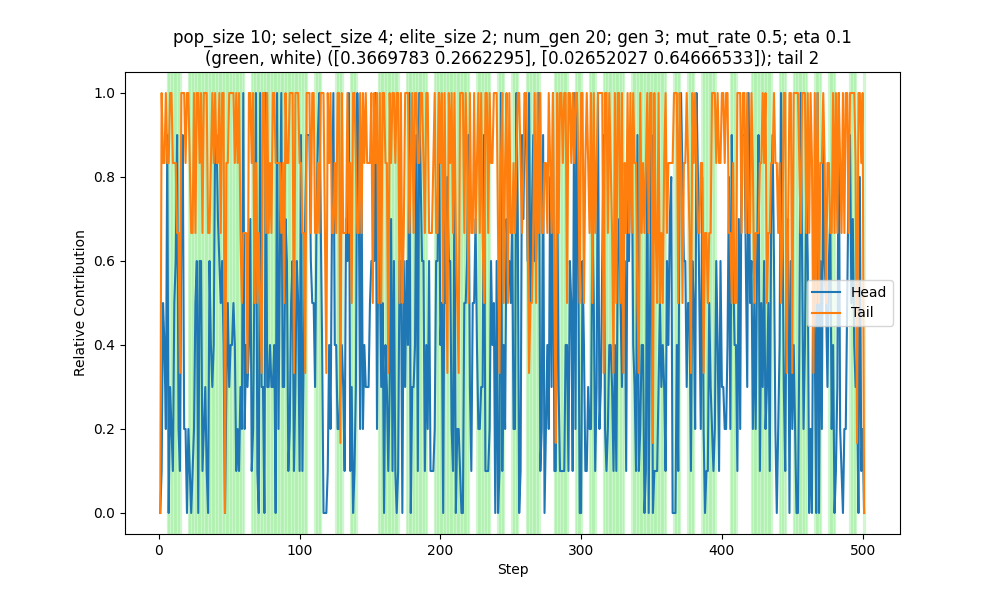 pop_size 10; select_size 4; elite_size 2; num_gen 20; gen 3; mut_rate 0.5; eta 0.1
(green, white) ([0.3669783 0.2662295], [0.02652027 0.64666533]); tail 2
1.0
0.8
0.6
0.4
0.2
0.0
Relative Contribution
Head
Tail
0
100
200
300
400
500
Step